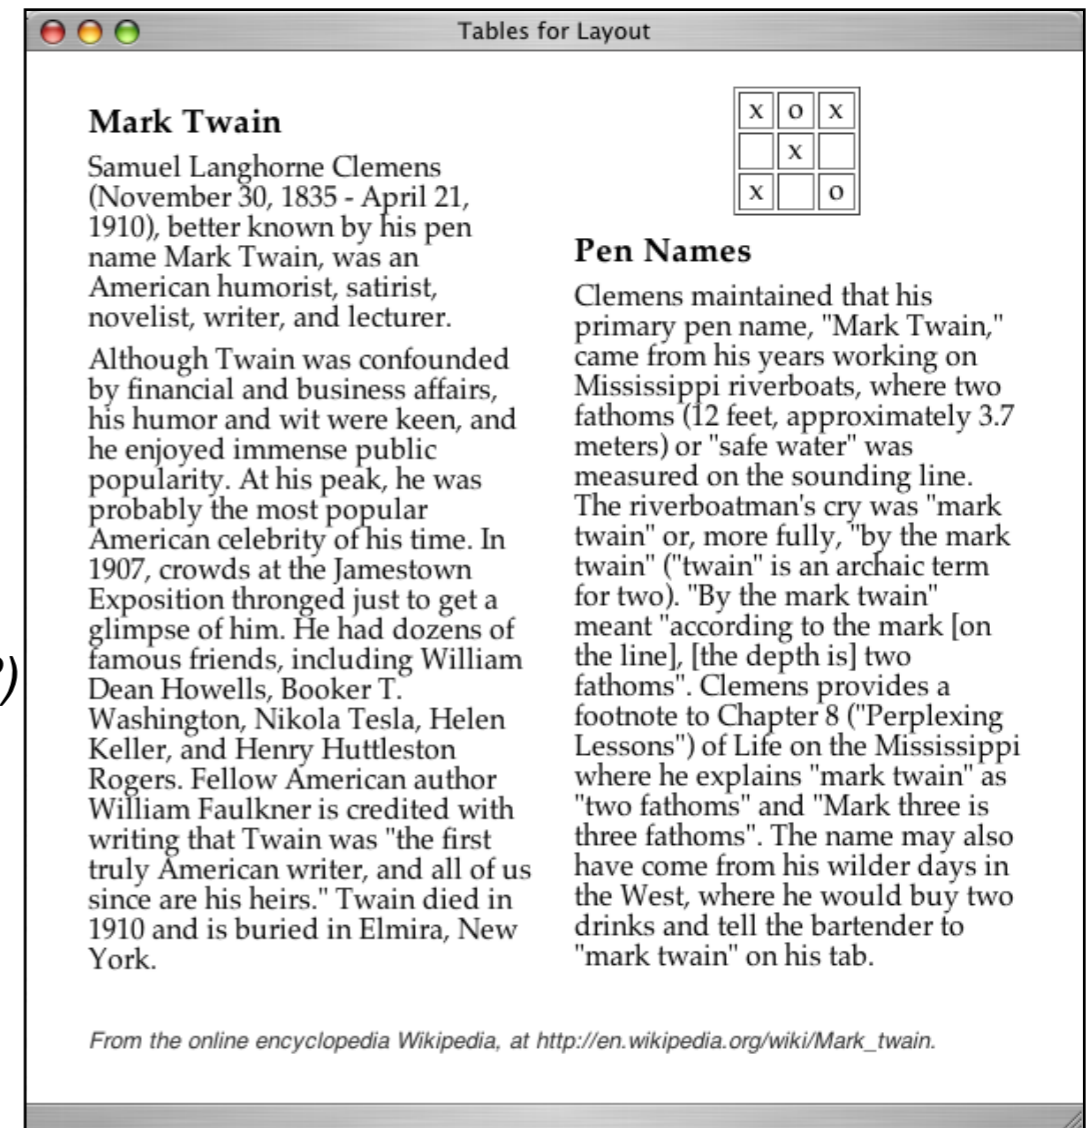 Tables for Layout
Mark Twain
Samuel Langhorne Clemens
(November 30, 1835 - April 21,
1910), better known by his pen
name Mark Twain, was an
American humorist, satirist,
novelist, writer, and lecturer.
Although Twain was confounded
by financial and business affairs,
his humor and wit were keen, and
he enjoyed immense public
popularity. At his peak, he was
probably the most popular
American celebrity of his time. In
1907, crowds at the Jamestown
Exposition thronged just to get a
glimpse of him. He had dozens of
famous friends, including William
Dean Howells, Booker T.
Washington, Nikola Tesla, Helen
Keller, and Henry Huttleston
Rogers. Fellow American author
William Faulkner is credited with
writing that Twain was "the first
truly American writer, and all of us
since are his heirs." Twain died in
1910 and is buried in Elmira, New
York.
x o x
x
x o
Pen Names
Clemens maintained that his
primary pen name, "Mark Twain,"
came from his years working on
Mississippi riverboats, where two
fathoms (12 feet, approximately 3.7
meters) or "safe water" was
measured on the sounding line.
The riverboatman's cry was "mark
twain" or, more fully, "by the mark
twain" ("twain" is an archaic term
for two). "By the mark twain"
meant "according to the mark [on
the line], [the depth is] two
fathoms". Clemens provides a
footnote to Chapter 8 ("Perplexing
Lessons") of Life on the Mississippi
where he explains "mark twain" as
"two fathoms" and "Mark three is
three fathoms". The name may also
have come from his wilder days in
the West, where he would buy two
drinks and tell the bartender to
"mark twain" on his tab.
From the online encyclopedia Wikipedia, at http://en.wikipedia.org/wiki/Mark_twain.